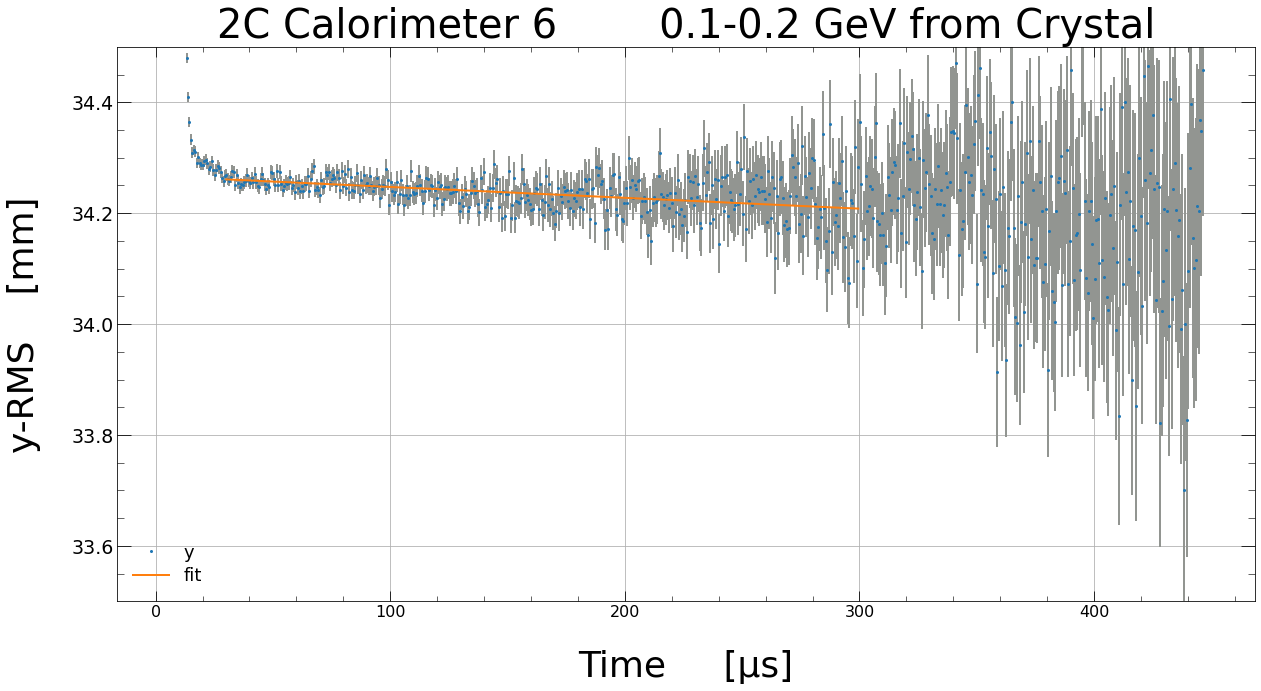 2C Calorimeter 6 0.1-0.2 GeV from Crystal
y-RMS [mm]
34.4
34.2
34.0
33.8
33.6
y
fit
0 100 200 300 400
Time [μs]